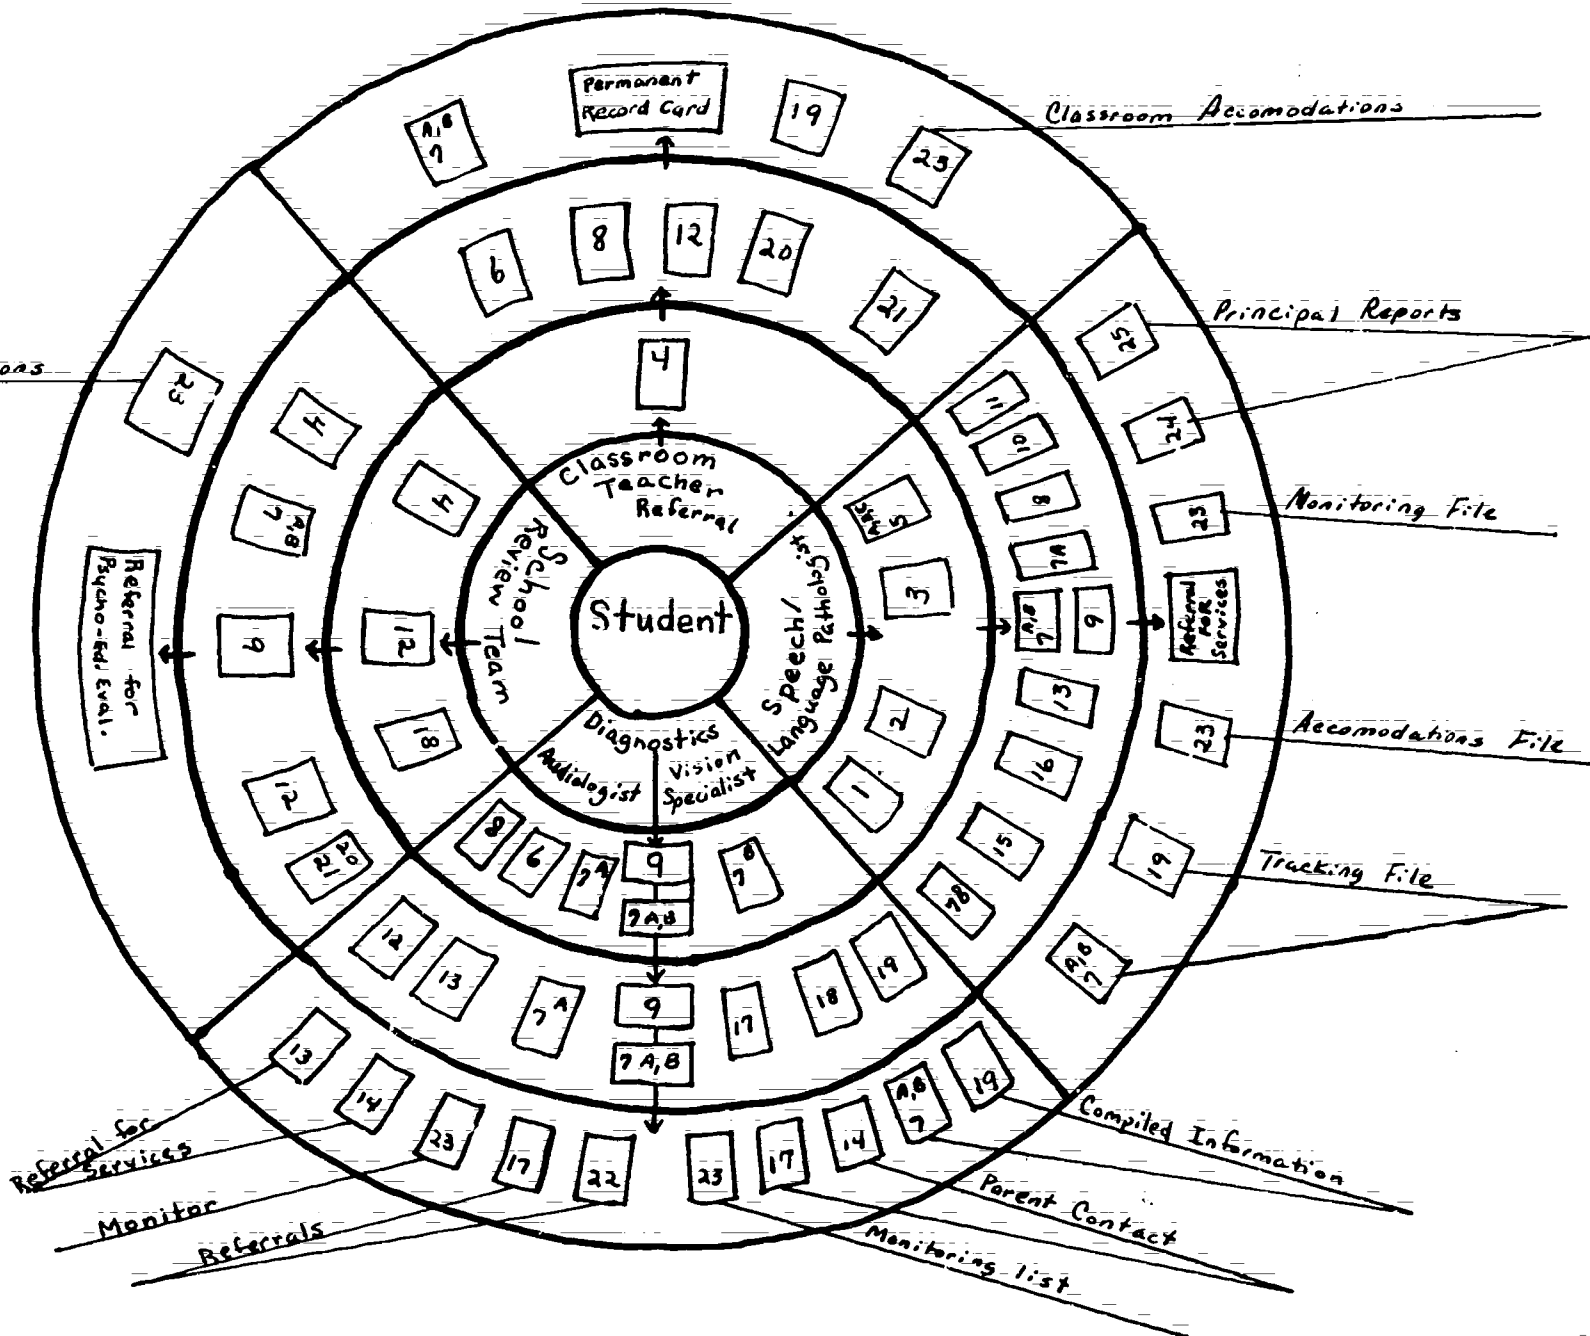 Permanent
Record Card
A,B
7
19
23
Classroom Accomodations
6
8
12
20
21
4
Classroom
Teacher
Referral
Student
School
Review Team
4
12
18
4
A,B
7
9
12
20
21
23
ons
Referral for
Psycho-Ed. Eval.
Speech/
Language Pathologist
5
3
2
1
11
10
8
7A
A,B
7
9
13
16
15
7B
25
Principal Reports
24
23
Monitoring File
Referral
FOR
Services
23
Accomodations File
19
Tracking File
A,B
7
Diagnostics
Audiologist
Vision
Specialist
8
6
7A
9
7A,B
7B
12
13
7A
9
7A,B
17
18
19
13
14
23
17
22
23
17
14
A,B
7
19
Referral for
Services
Monitor
Referrals
Compiled Information
Parent Contact
Monitoring list